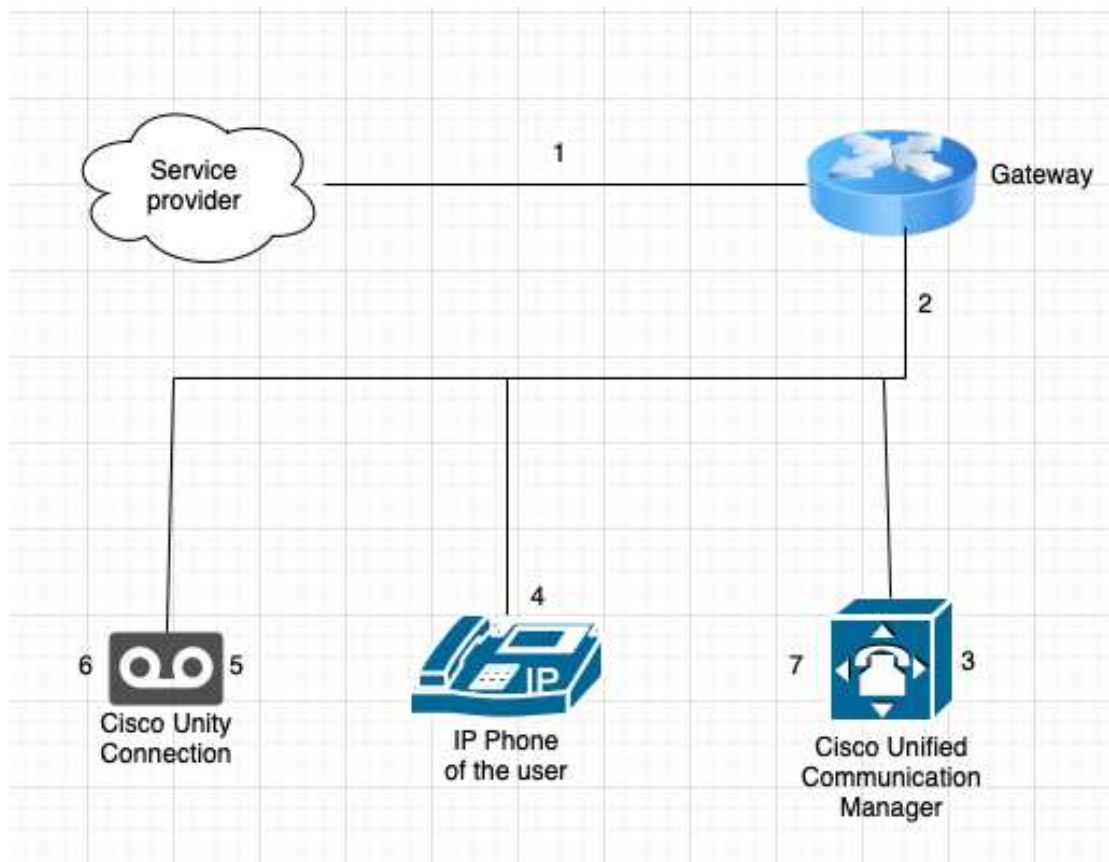 1
Service
provider
Gateway
2
4
6
5
7
3
IP
Cisco Unity
Connection
IP Phone
of the user
Cisco Unified
Communication
Manager